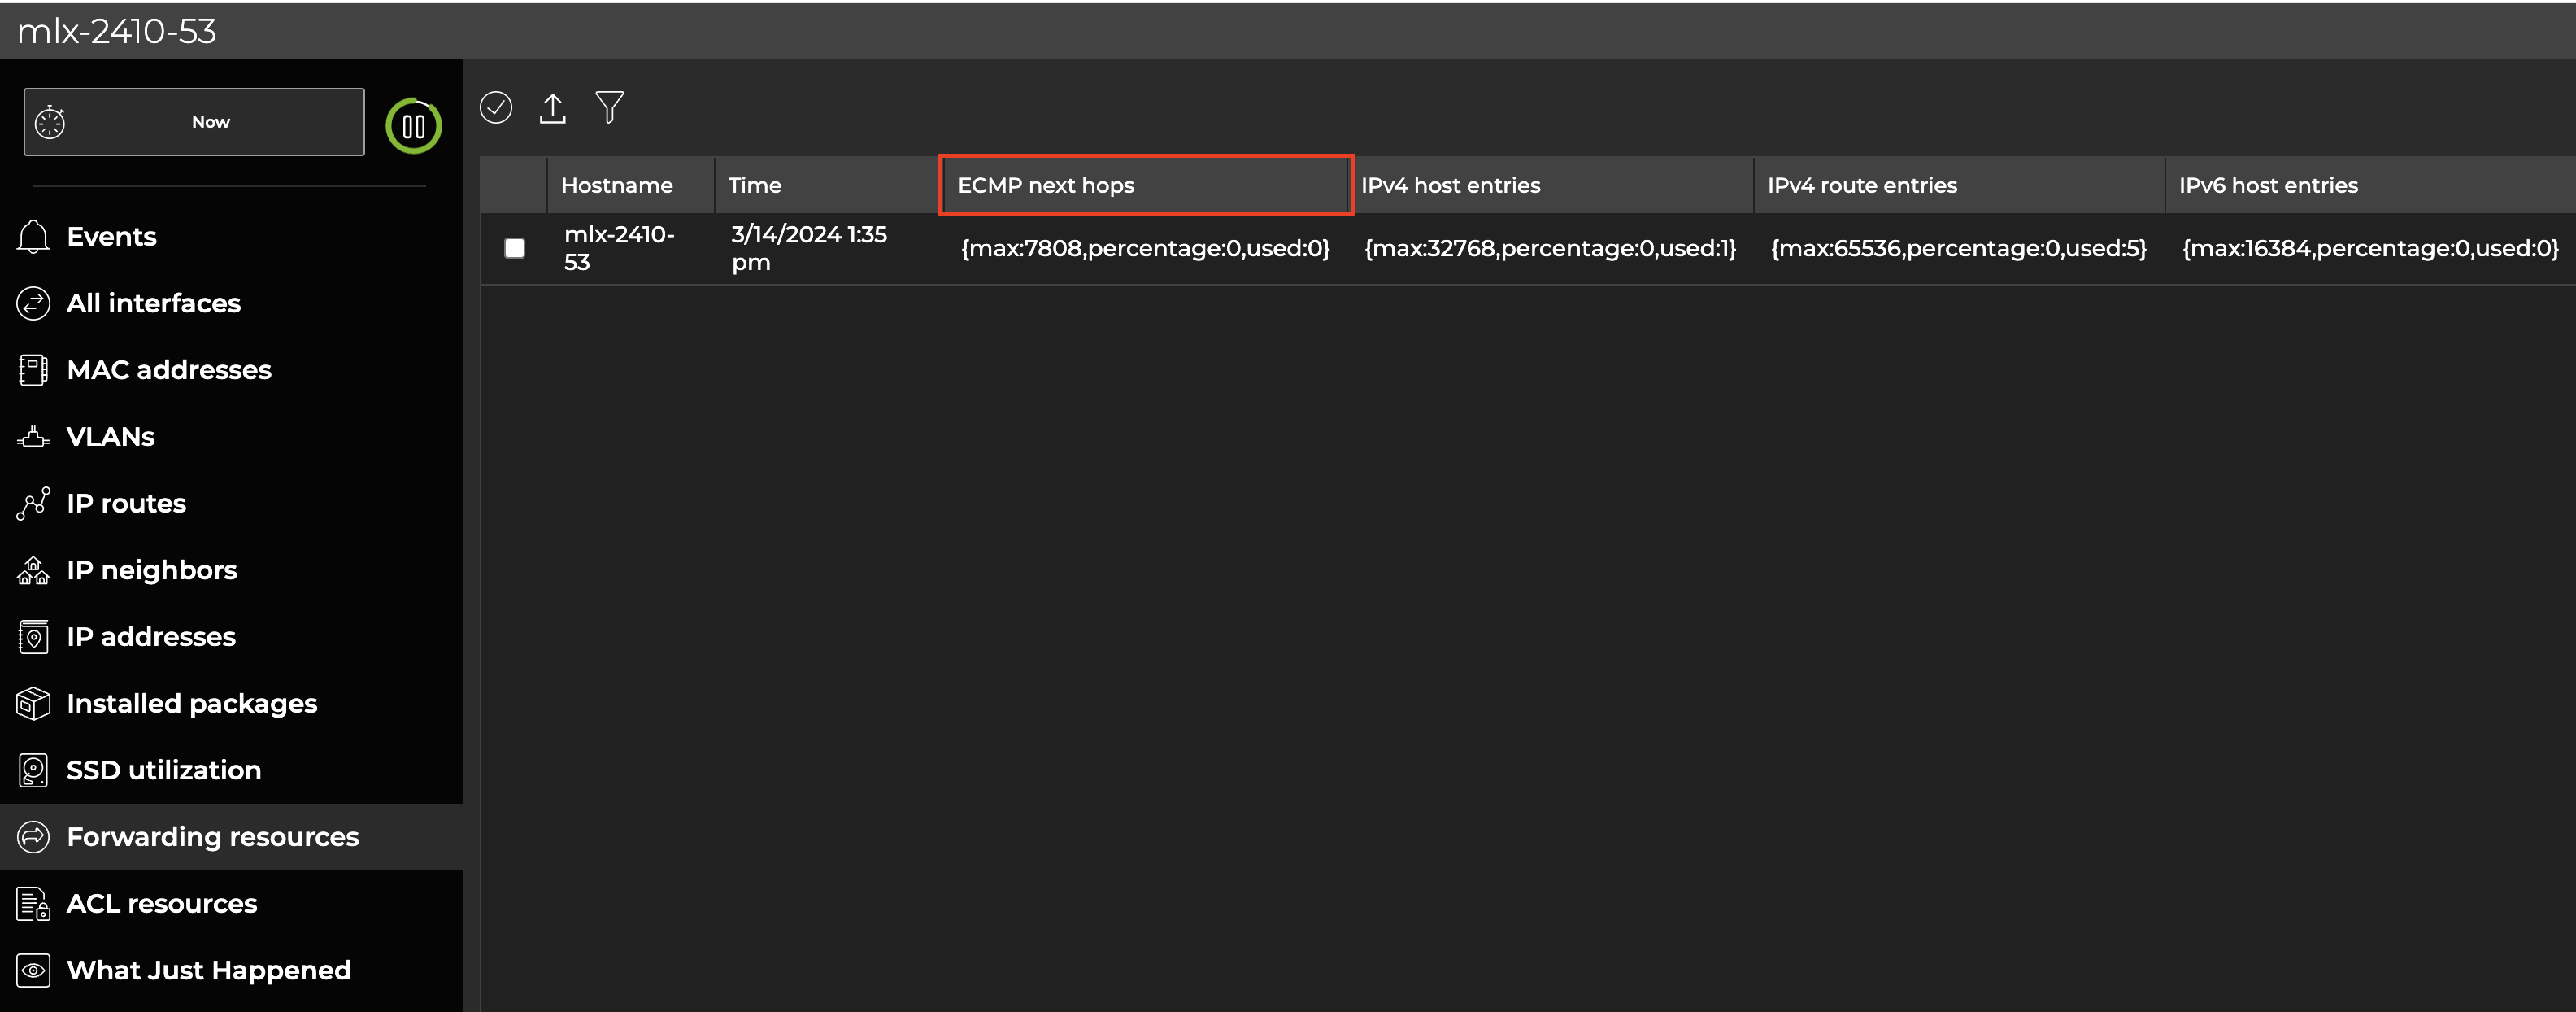 mlx-2410-53
Now
Events
All interfaces
MAC addresses
VLANs
IP routes
IP neighbors
IP addresses
Installed packages
SSD utilization
Forwarding resources
ACL resources
What Just Happened
Hostname Time ECMP next hops IPv4 host entries IPv4 route entries IPv6 host entries
mlx-2410-
53
3/14/2024 1:35
pm
{max:7808,percentage:0,used:0} {max:32768,percentage:0,used:1} {max:65536,percentage:0,used:5} {max:16384,percentage:0,used:0}